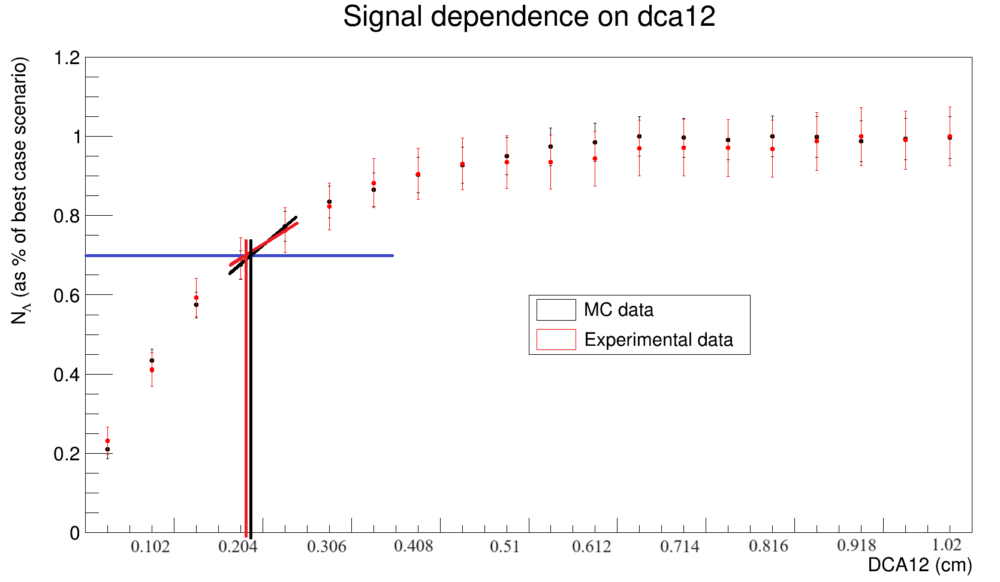 Signal dependence on dca12
N_Λ (as % of best case scenario)
1.2
1
0.8
0.6
0.4
0.2
0
MC data
Experimental data
0.102 0.204 0.306 0.408 0.51 0.612 0.714 0.816 0.918 1.02
DCA12 (cm)